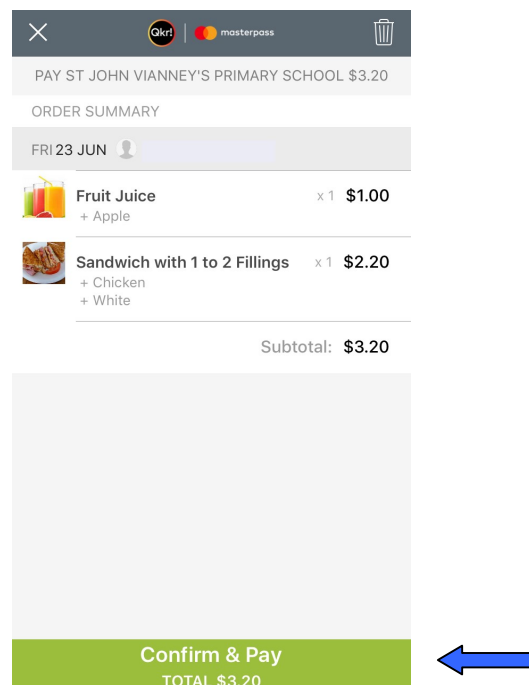 Qkr! masterpass
PAY ST JOHN VIANNEY'S PRIMARY SCHOOL $3.20
ORDER SUMMARY
FRI 23 JUN
Fruit Juice x 1 $1.00
+ Apple
Sandwich with 1 to 2 Fillings x 1 $2.20
+ Chicken
+ White
Subtotal: $3.20
Confirm & Pay
TOTAL $3.20